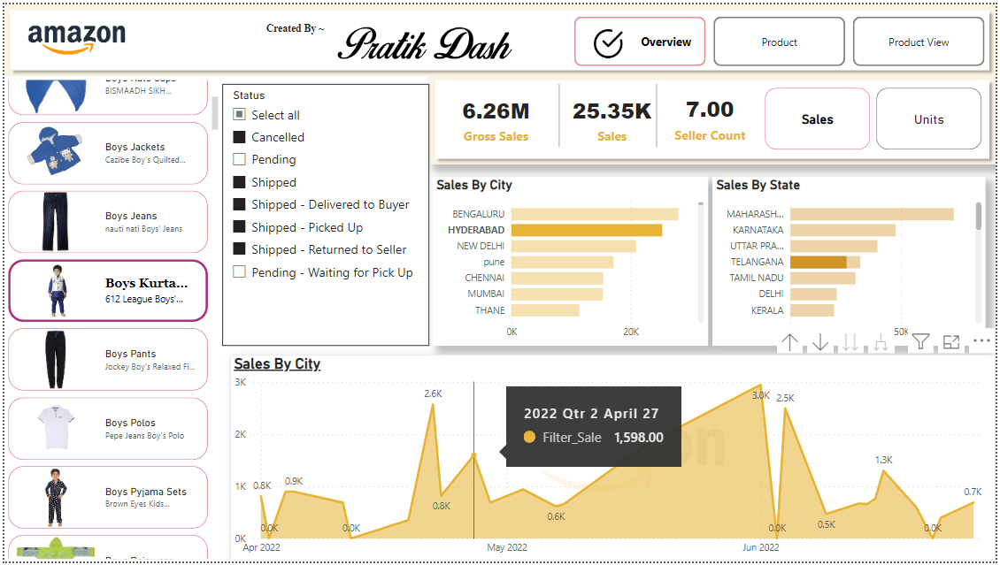 amazon
Created By ~
Pratik Dash
Overview
Product
Product View
BISMAADH SIKH...
Boys Jackets
Cazibe Boy's Quilted...
Boys Jeans
nauti nati Boys' Jeans
Boys Kurta...
612 League Boys'...
Boys Pants
Jockey Boy's Relaxed Fi...
Boys Polos
Pepe Jeans Boy's Polo
Boys Pyjama Sets
Brown Eyes Kids...
Status
Select all
Cancelled
Pending
Shipped
Shipped - Delivered to Buyer
Shipped - Picked Up
Shipped - Returned to Seller
Pending - Waiting for Pick Up
6.26M
Gross Sales
25.35K
Sales
7.00
Seller Count
Sales
Units
Sales By City
BENGALURU
HYDERABAD
NEW DELHI
pune
CHENNAI
MUMBAI
THANE
0K 20K
Sales By State
MAHARASH...
KARNATAKA
UTTAR PRA...
TELANGANA
TAMIL NADU
DELHI
KERALA
50K
Sales By City
3K
2K
1K
0K
0.8K
0.0K
0.9K
0.0K
2.6K
0.8K
0.6K
3.0K
0.0K
2.5K
0.5K
1.3K
0.0K
0.7K
2022 Qtr 2 April 27
Filter_Sale 1,598.00
Apr 2022 May 2022 Jun 2022